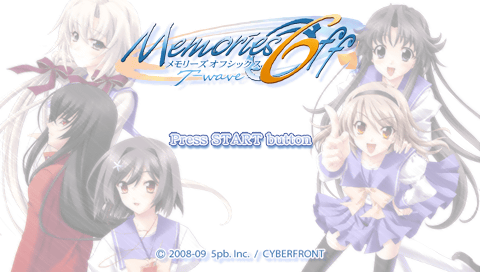 Memories Off 6
メモリーズ オフ シックス
T-wave
Press START button
© 2008-09 5pb. Inc. / CYBERFRONT